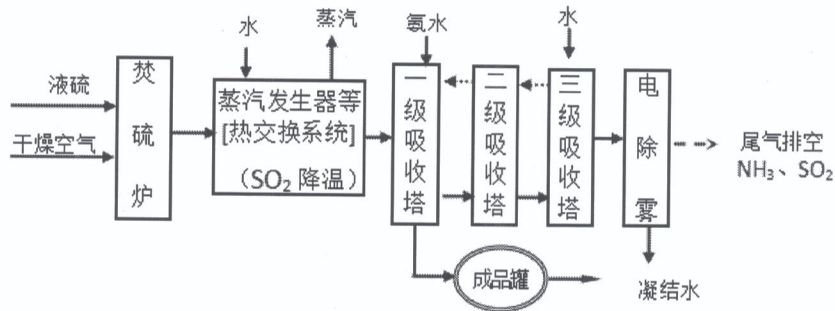 水
蒸汽
氨水
水
液硫
干燥空气
焚硫炉
蒸汽发生器等
[热交换系统]
（SO₂降温）
一级吸收塔
二级吸收塔
三级吸收塔
电除雾
尾气排空
NH₃、SO₂
成品罐
凝结水